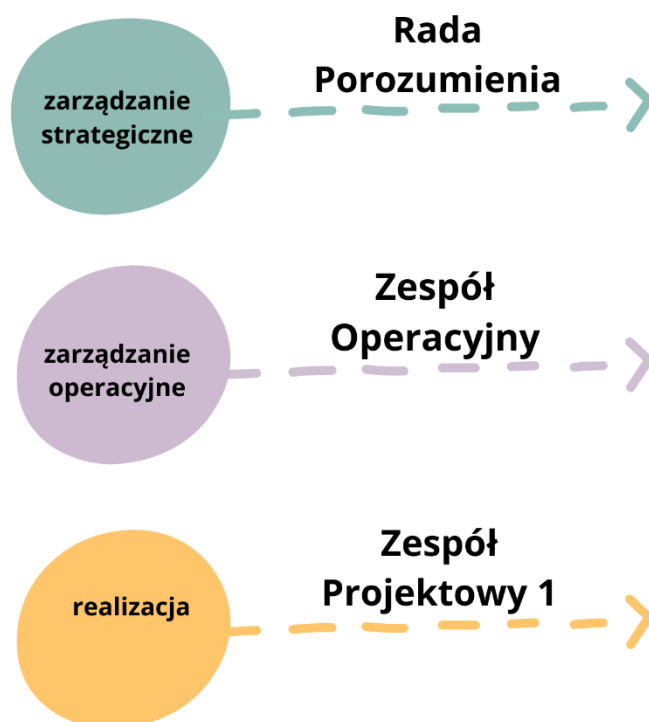 Rada
Porozumienia
zarządzanie
strategiczne
Zespół
Operacyjny
zarządzanie
operacyjne
Zespół
Projektowy 1
realizacja